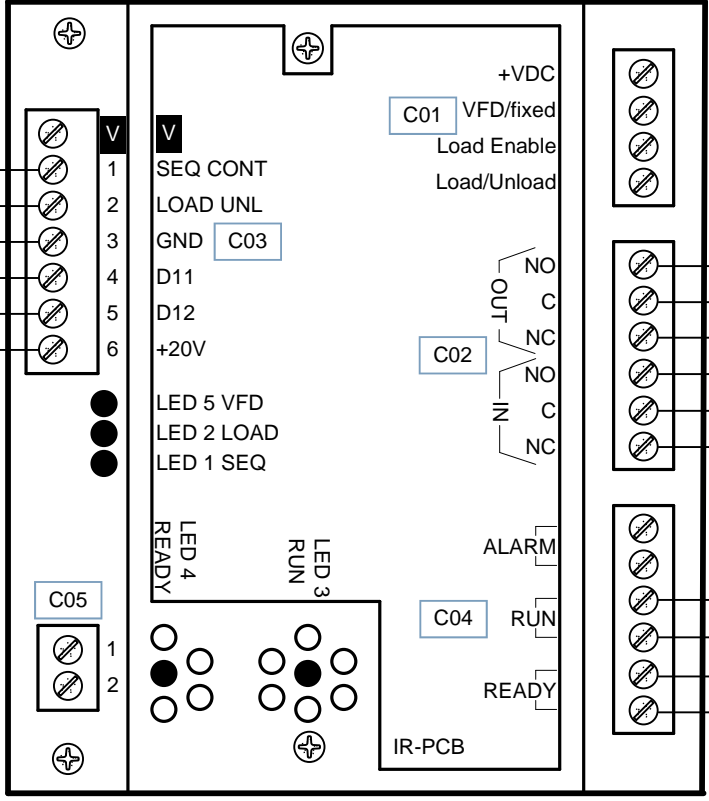 +VDC
C01 VFD/fixed
Load Enable
Load/Unload
V V
1 SEQ CONT
2 LOAD UNL
3 GND C03
4 D11
5 D12
6 +20V
NO
C
NC
OUT
C02
NO
C
NC
IN
LED 5 VFD
LED 2 LOAD
LED 1 SEQ
LED 4
READY
LED 3
RUN
ALARM
C05
C04 RUN
1
2
READY
IR-PCB